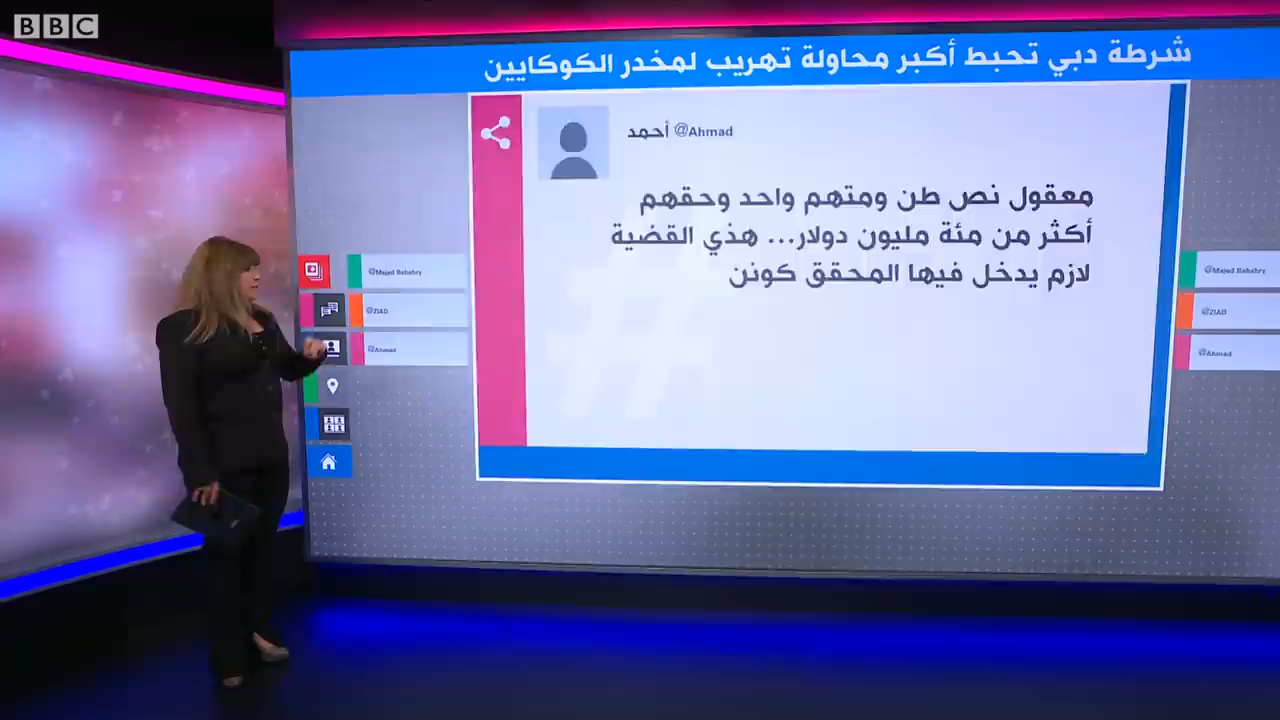 BBC
شرطة دبي تحبط أكبر محاولة تهريب لمخدر الكوكايين
أحمد @Ahmad
معقول نص طن ومتهم واحد وحقهم
أكثر من مئة مليون دولار... هذي القضية
لازم يدخل فيها المحقق كونن
@Majed Bahabry
@ZIAD
@Ahmad
@Majed Bahabry
@ZIAD
@Ahmad